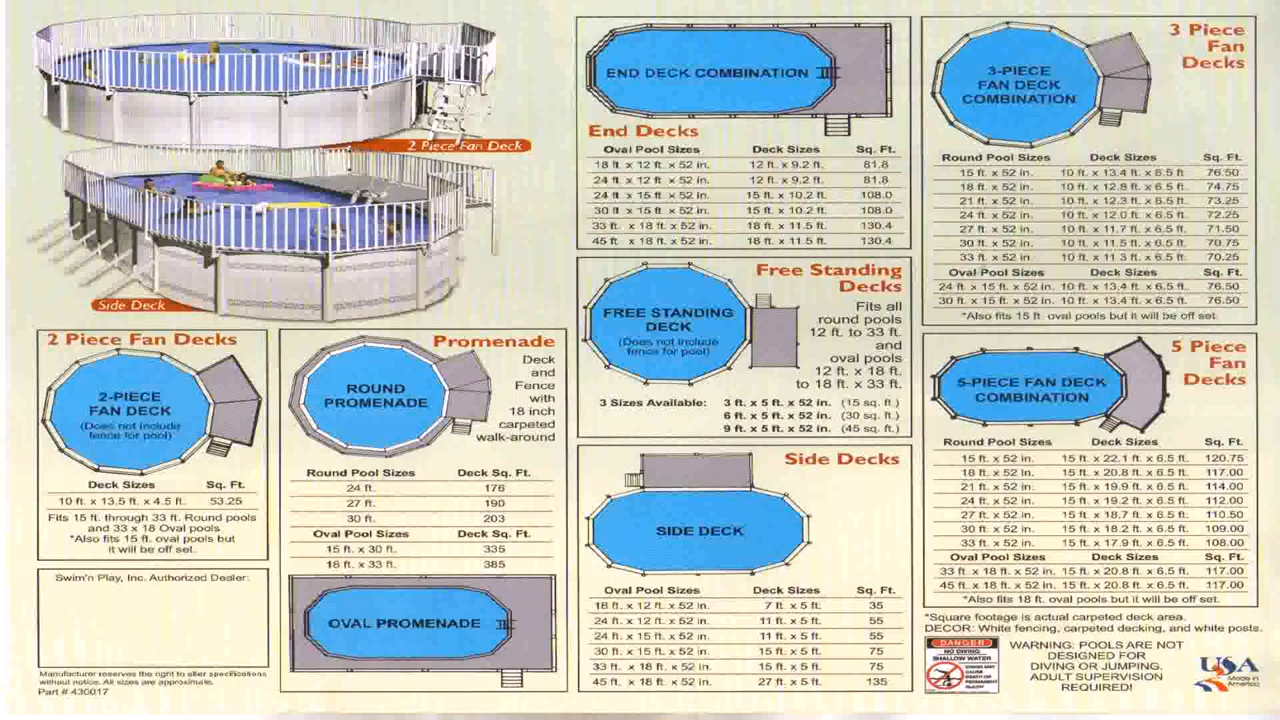 2 Piece Fan Deck
Side Deck
2 Piece Fan Decks
2-PIECE
FAN DECK
(Does not include
fence for pool)
Deck Sizes Sq. Ft.
10 ft. x 13.5 ft. x 4.5 ft. 53.25
Fits 15 ft. through 33 ft. Round pools
and 33 x 18 Oval pools
*Also fits 15 ft. oval pools but
it will be off set.
Swim'n Play, Inc. Authorized Dealer:
Manufacturer reserves the right to alter specifications
without notice. All sizes are approximate.
Part # 430017
Promenade
ROUND
PROMENADE
Deck
and
Fence
with
18 inch
carpeted
walk-around
Round Pool Sizes Deck Sq. Ft.
24 ft. 176
27 ft. 190
30 ft. 203
Oval Pool Sizes Deck Sq. Ft.
15 ft. x 30 ft. 335
18 ft. x 33 ft. 385
OVAL PROMENADE
END DECK COMBINATION
End Decks
Oval Pool Sizes Deck Sizes Sq. Ft.
18 ft. x 12 ft. x 52 in. 12 ft. x 9.2 ft. 81.8
24 ft. x 12 ft. x 52 in. 12 ft. x 9.2 ft. 81.8
24 ft. x 15 ft. x 52 in. 15 ft. x 10.2 ft. 108.0
30 ft. x 15 ft. x 52 in. 15 ft. x 10.2 ft. 108.0
33 ft. x 18 ft. x 52 in. 18 ft. x 11.5 ft. 130.4
45 ft. x 18 ft. x 52 in. 18 ft. x 11.5 ft. 130.4
Free Standing
Decks
FREE STANDING
DECK
(Does not include
fence for pool)
Fits all
round pools
12 ft. to 33 ft.
and
oval pools
12 ft. x 18 ft.
to 18 ft. x 33 ft.
3 Sizes Available: 3 ft. x 5 ft. x 52 in. (15 sq. ft.)
6 ft. x 5 ft. x 52 in. (30 sq. ft.)
9 ft. x 5 ft. x 52 in. (45 sq. ft.)
Side Decks
SIDE DECK
Oval Pool Sizes Deck Sizes Sq. Ft.
18 ft. x 12 ft. x 52 in. 7 ft. x 5 ft. 35
24 ft. x 12 ft. x 52 in. 11 ft. x 5 ft. 55
24 ft. x 15 ft. x 52 in. 11 ft. x 5 ft. 55
30 ft. x 15 ft. x 52 in. 15 ft. x 5 ft. 75
33 ft. x 18 ft. x 52 in. 15 ft. x 5 ft. 75
45 ft. x 18 ft. x 52 in. 27 ft. x 5 ft. 135
3 Piece
Fan
Decks
3-PIECE
FAN DECK
COMBINATION
Round Pool Sizes Deck Sizes Sq. Ft.
15 ft. x 52 in. 10 ft. x 13.4 ft. x 6.5 ft. 76.50
18 ft. x 52 in. 10 ft. x 12.8 ft. x 6.5 ft. 74.75
21 ft. x 52 in. 10 ft. x 12.3 ft. x 6.5 ft. 73.25
24 ft. x 52 in. 10 ft. x 12.0 ft. x 6.5 ft. 72.25
27 ft. x 52 in. 10 ft. x 11.7 ft. x 6.5 ft. 71.50
30 ft. x 52 in. 10 ft. x 11.5 ft. x 6.5 ft. 70.75
33 ft. x 52 in. 10 ft. x 11.3 ft. x 6.5 ft. 70.25
Oval Pool Sizes Deck Sizes Sq. Ft.
24 ft. x 15 ft. x 52 in. 10 ft. x 13.4 ft. x 6.5 ft. 76.50
30 ft. x 15 ft. x 52 in. 10 ft. x 13.4 ft. x 6.5 ft. 76.50
*Also fits 15 ft. oval pools but it will be off set.
5 Piece
Fan
Decks
5-PIECE FAN DECK
COMBINATION
Round Pool Sizes Deck Sizes Sq. Ft.
15 ft. x 52 in. 15 ft. x 22.1 ft. x 6.5 ft. 120.75
18 ft. x 52 in. 15 ft. x 20.8 ft. x 6.5 ft. 117.00
21 ft. x 52 in. 15 ft. x 19.9 ft. x 6.5 ft. 114.00
24 ft. x 52 in. 15 ft. x 19.2 ft. x 6.5 ft. 112.00
27 ft. x 52 in. 15 ft. x 18.7 ft. x 6.5 ft. 110.50
30 ft. x 52 in. 15 ft. x 18.2 ft. x 6.5 ft. 109.00
33 ft. x 52 in. 15 ft. x 17.9 ft. x 6.5 ft. 108.00
Oval Pool Sizes Deck Sizes Sq. Ft.
33 ft. x 18 ft. x 52 in. 15 ft. x 20.8 ft. x 6.5 ft. 117.00
45 ft. x 18 ft. x 52 in. 15 ft. x 20.8 ft. x 6.5 ft. 117.00
*Also fits 18 ft. oval pools but it will be off set.
*Square footage is actual carpeted deck area.
DECOR: White fencing, carpeted decking, and white posts.
DANGER
NO DIVING
SHALLOW WATER
DIVING MAY
CAUSE
DEATH OR
PERMANENT
INJURY
WARNING: POOLS ARE NOT
DESIGNED FOR
DIVING OR JUMPING.
ADULT SUPERVISION
REQUIRED!
USA
Made in
America